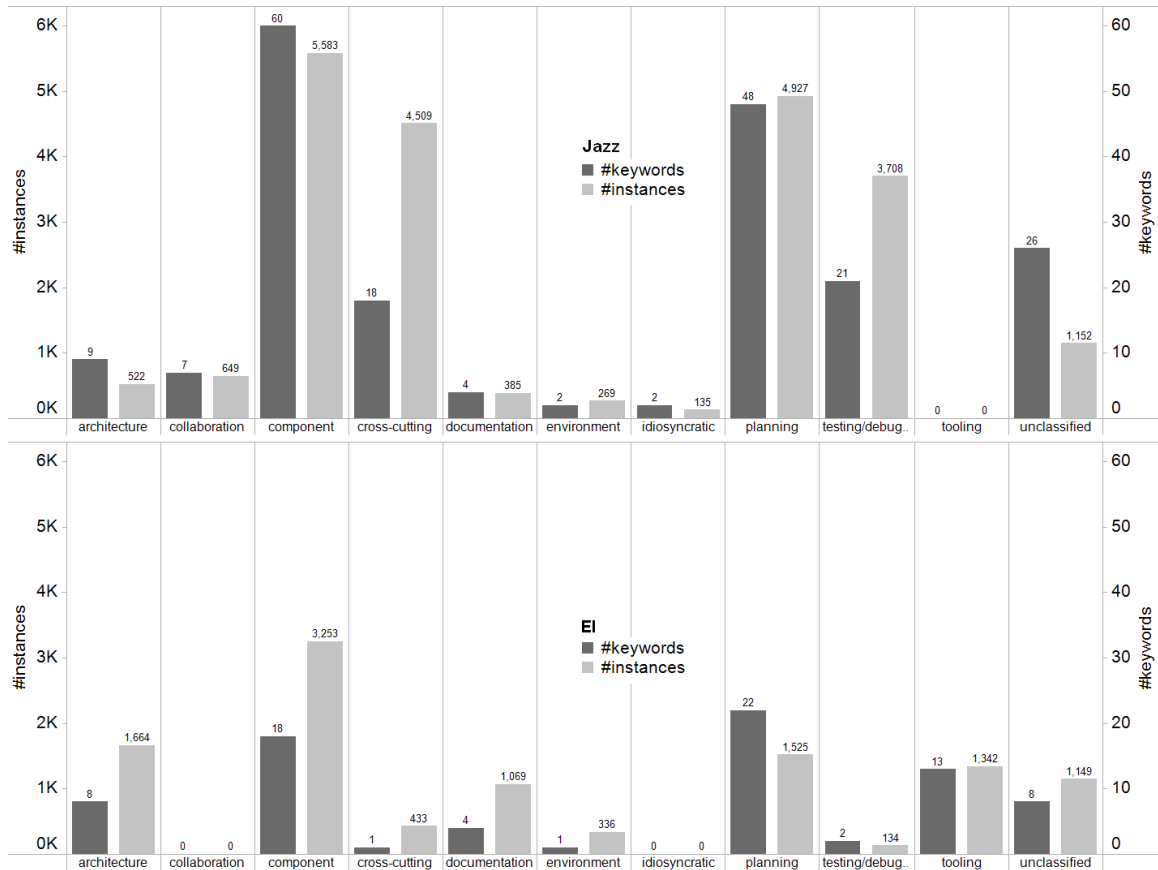 6K
5K
4K
3K
2K
1K
0K
#instances
60
50
40
30
20
10
0
#keywords
Jazz
#keywords
#instances
9 522
7 649
60 5,583
18 4,509
4 385
2 269
2 135
48 4,927
21 3,708
0 0
26 1,152
architecture collaboration component cross-cutting documentation environment idiosyncratic planning testing/debug.. tooling unclassified
6K
5K
4K
3K
2K
1K
0K
#instances
60
50
40
30
20
10
0
#keywords
EI
#keywords
#instances
8 1,664
0 0
18 3,253
1 433
4 1,069
1 336
0 0
22 1,525
2 134
13 1,342
8 1,149
architecture collaboration component cross-cutting documentation environment idiosyncratic planning testing/debug.. tooling unclassified